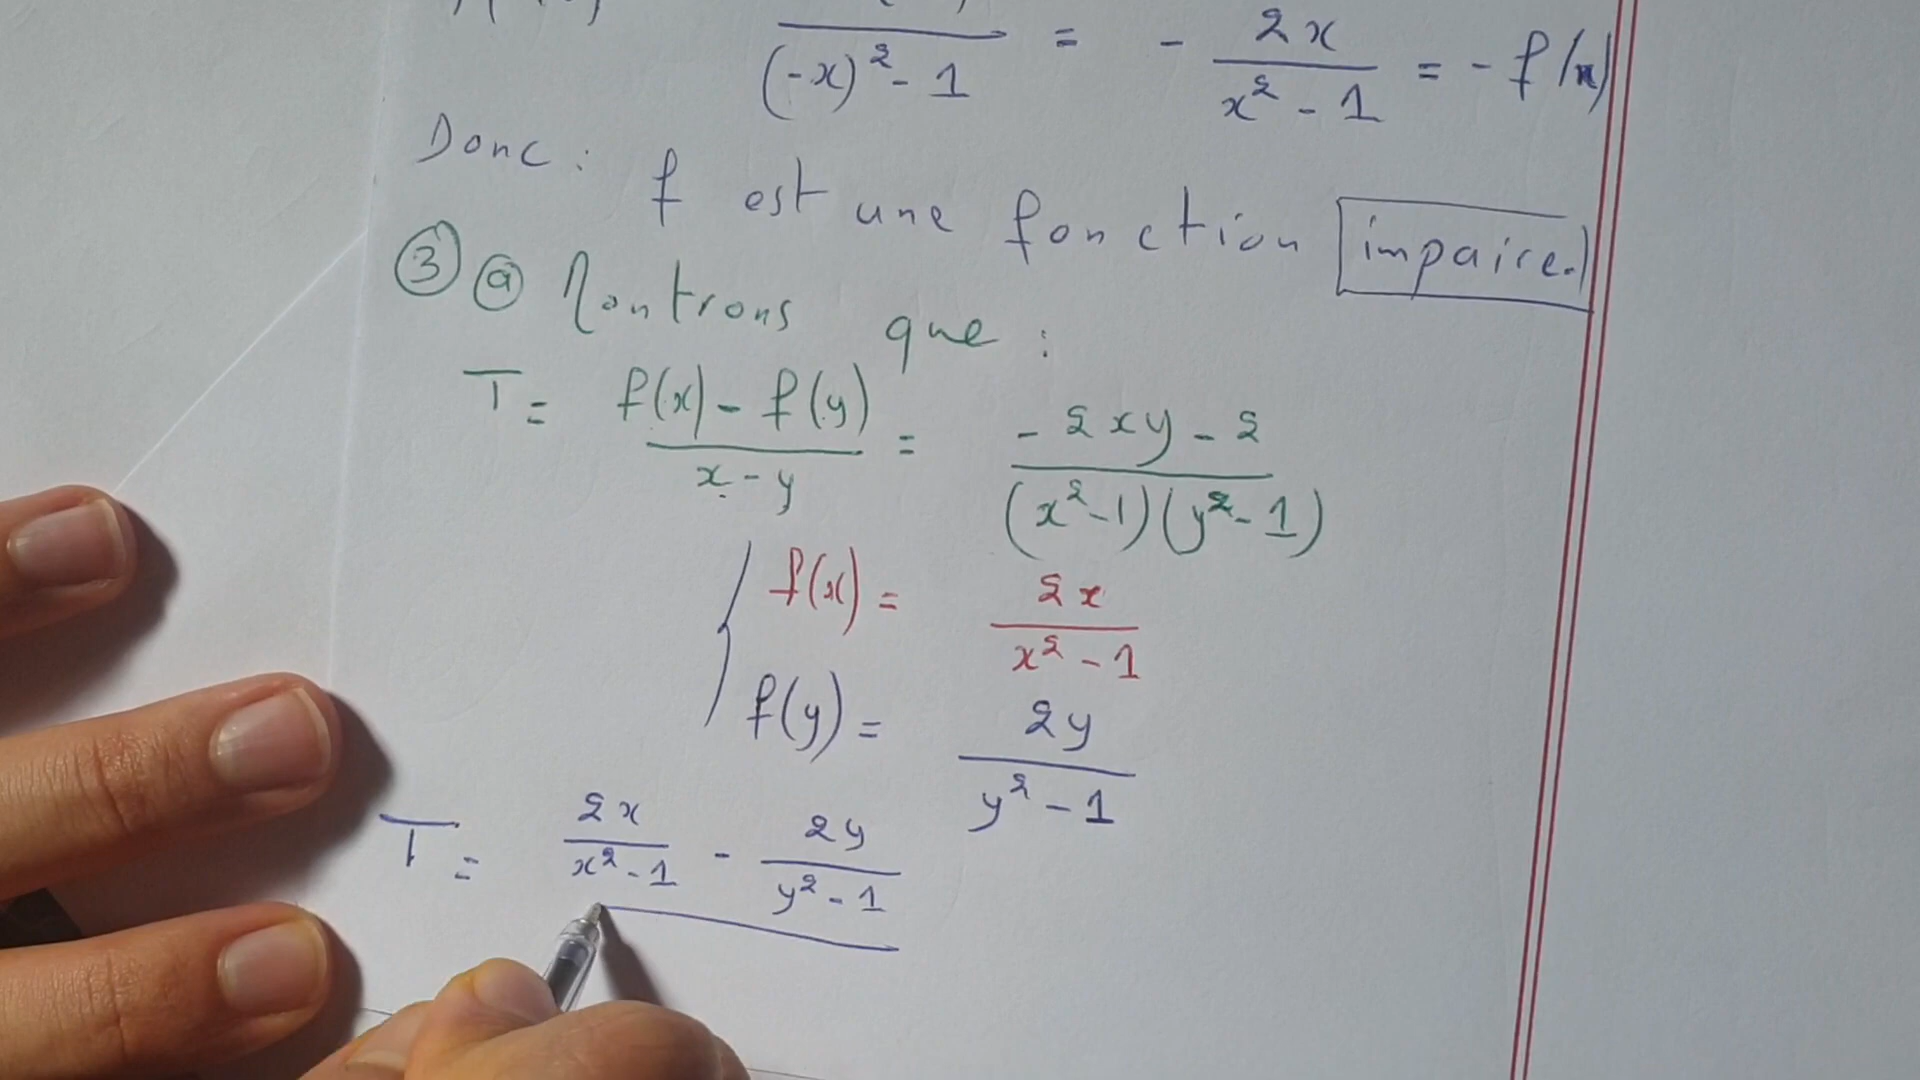 (-x)² - 1 = - 2x / x² - 1 = - f(x)
Donc : f est une fonction impaire.
③ ⓐ Montrons que :
T = f(x) - f(y) / x - y = - 2xy - 2 / (x² - 1)(y² - 1)
f(x) = 2x / x² - 1
f(y) = 2y / y² - 1
T = 2x / x² - 1 - 2y / y² - 1